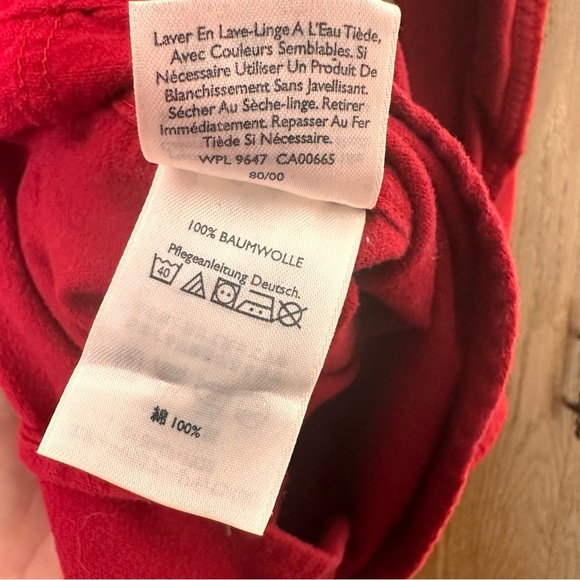 Laver En Lave-Linge A L'Eau Tiède,
Avec Couleurs Semblables. Si
Nécessaire Utiliser Un Produit De
Blanchissement Sans Javellisant.
Sécher Au Sèche-linge. Retirer
Immédiatement. Repasser Au Fer
Tiède Si Nécessaire.
WPL 9647 CA00665
80/00
100% BAUMWOLLE
Pflegeanleitung Deutsch.
40
綿 100%